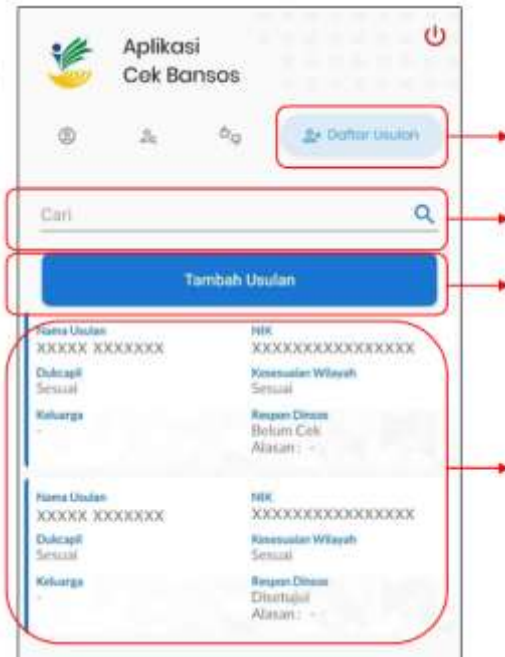 Aplikasi
Cek Bansos
Daftar Usulan
Cari
Tambah Usulan
Nama Usulan NIK
XXXXX XXXXXXX XXXXXXXXXXXXXXXX
Dukcapil Kesesuaian Wilayah
Sesuai Sesuai
Keluarga Respon Dinsos
- Belum Cek
Alasan : -
Nama Usulan NIK
XXXXX XXXXXXX XXXXXXXXXXXXXXXX
Dukcapil Kesesuaian Wilayah
Sesuai Sesuai
Keluarga Respon Dinsos
- Disetujui
Alasan : -